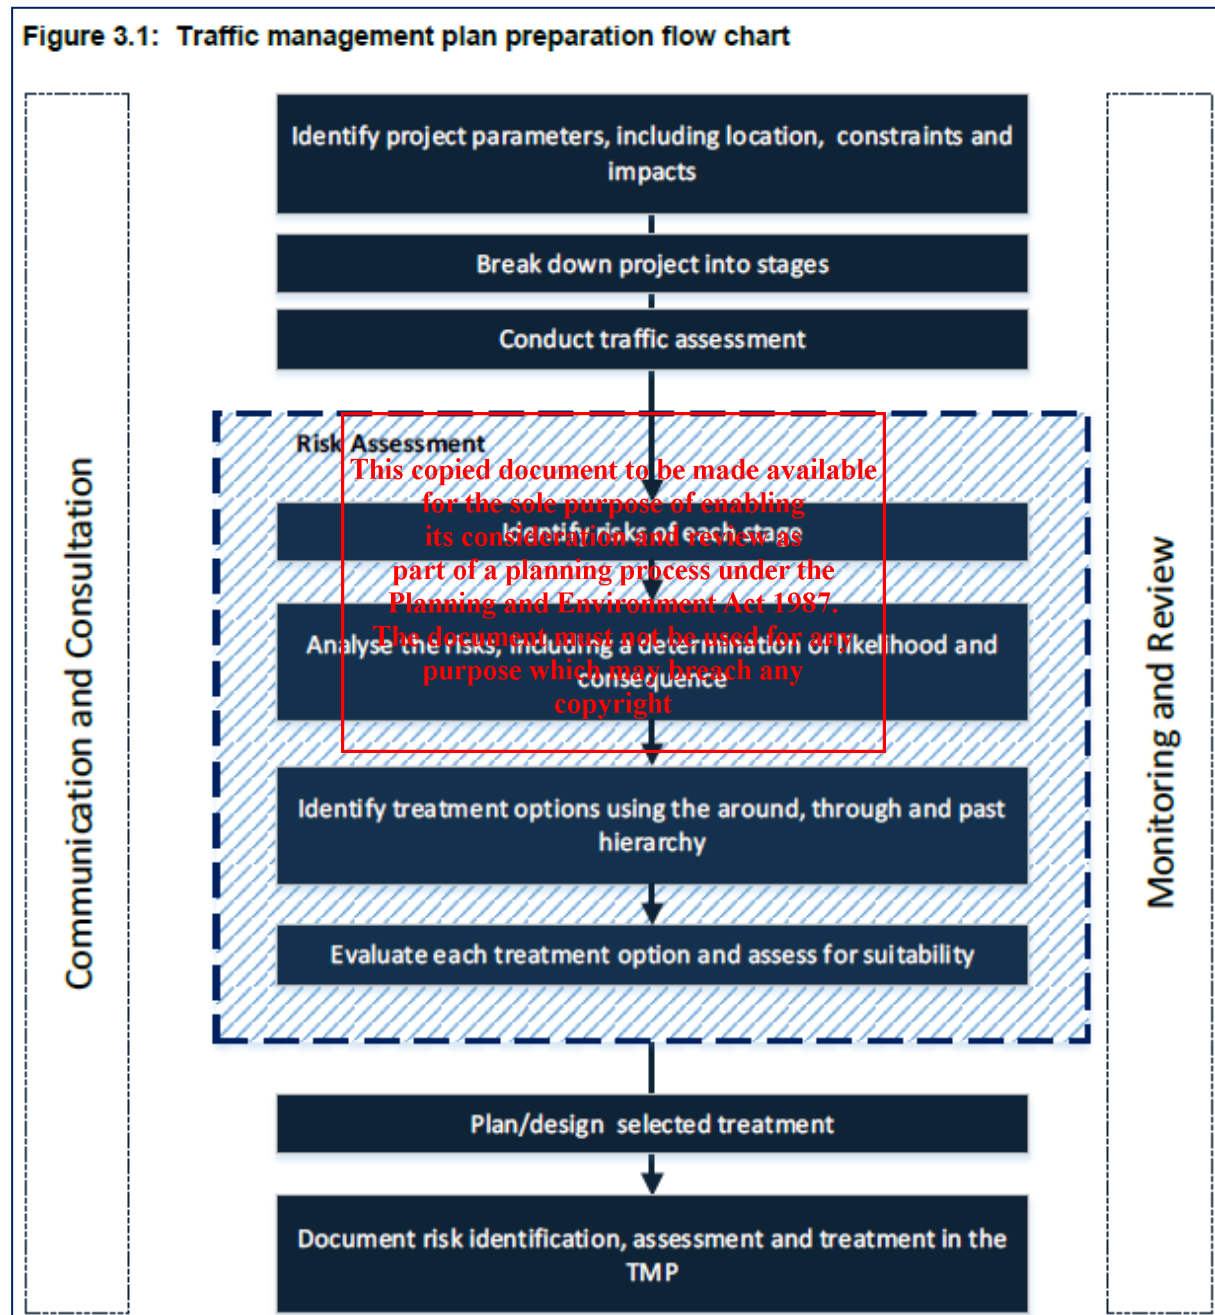 Figure 3.1: Traffic management plan preparation flow chart
Communication and Consultation
Identify project parameters, including location, constraints and
impacts
Break down project into stages
Conduct traffic assessment
Risk Assessment
This copied document to be made available
for the sole purpose of enabling
its consideration and review as
part of a planning process under the
Planning and Environment Act 1987.
The document must not be used for any
purpose which may breach any
copyright
Identify risks of each stage
Analyse the risks, including a determination of likelihood and
consequence
Identify treatment options using the around, through and past
hierarchy
Evaluate each treatment option and assess for suitability
Plan/design selected treatment
Document risk identification, assessment and treatment in the
TMP
Monitoring and Review